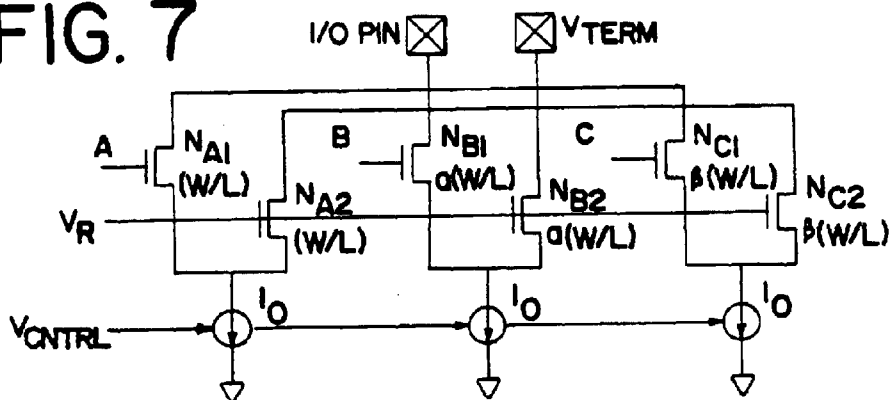 FIG. 7
I/O PIN
VTERM
A
NA1
(W/L)
B
NB1
α(W/L)
C
NC1
β(W/L)
VR
NA2
(W/L)
NB2
α(W/L)
NC2
β(W/L)
VCNTRL
IO
IO
IO